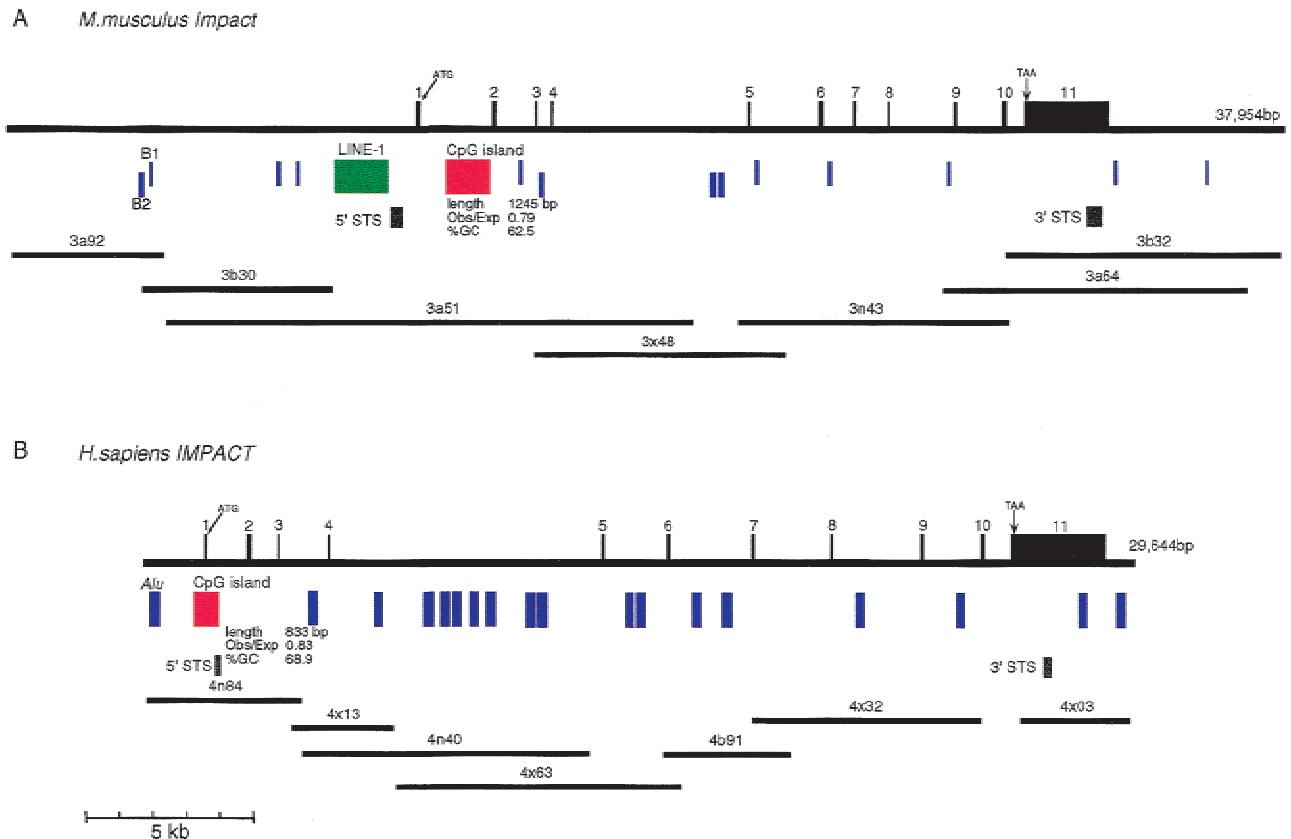 A M.musculus Impact
1 ATG 2 3 4 5 6 7 8 9 10 TAA 11
37,954bp
B1 LINE-1 CpG island
B2
length 1245 bp
Obs/Exp 0.79
%GC 62.5
5' STS 3' STS
3a92 3b32
3b30 3a64
3a51 3n43
3x48
B H.sapiens IMPACT
1 ATG 2 3 4 5 6 7 8 9 10 TAA 11
29,644bp
Alu CpG island
length 833 bp
Obs/Exp 0.83
%GC 68.9
5' STS 3' STS
4n84
4x13 4x32 4x03
4n40 4b91
4x63
5 kb